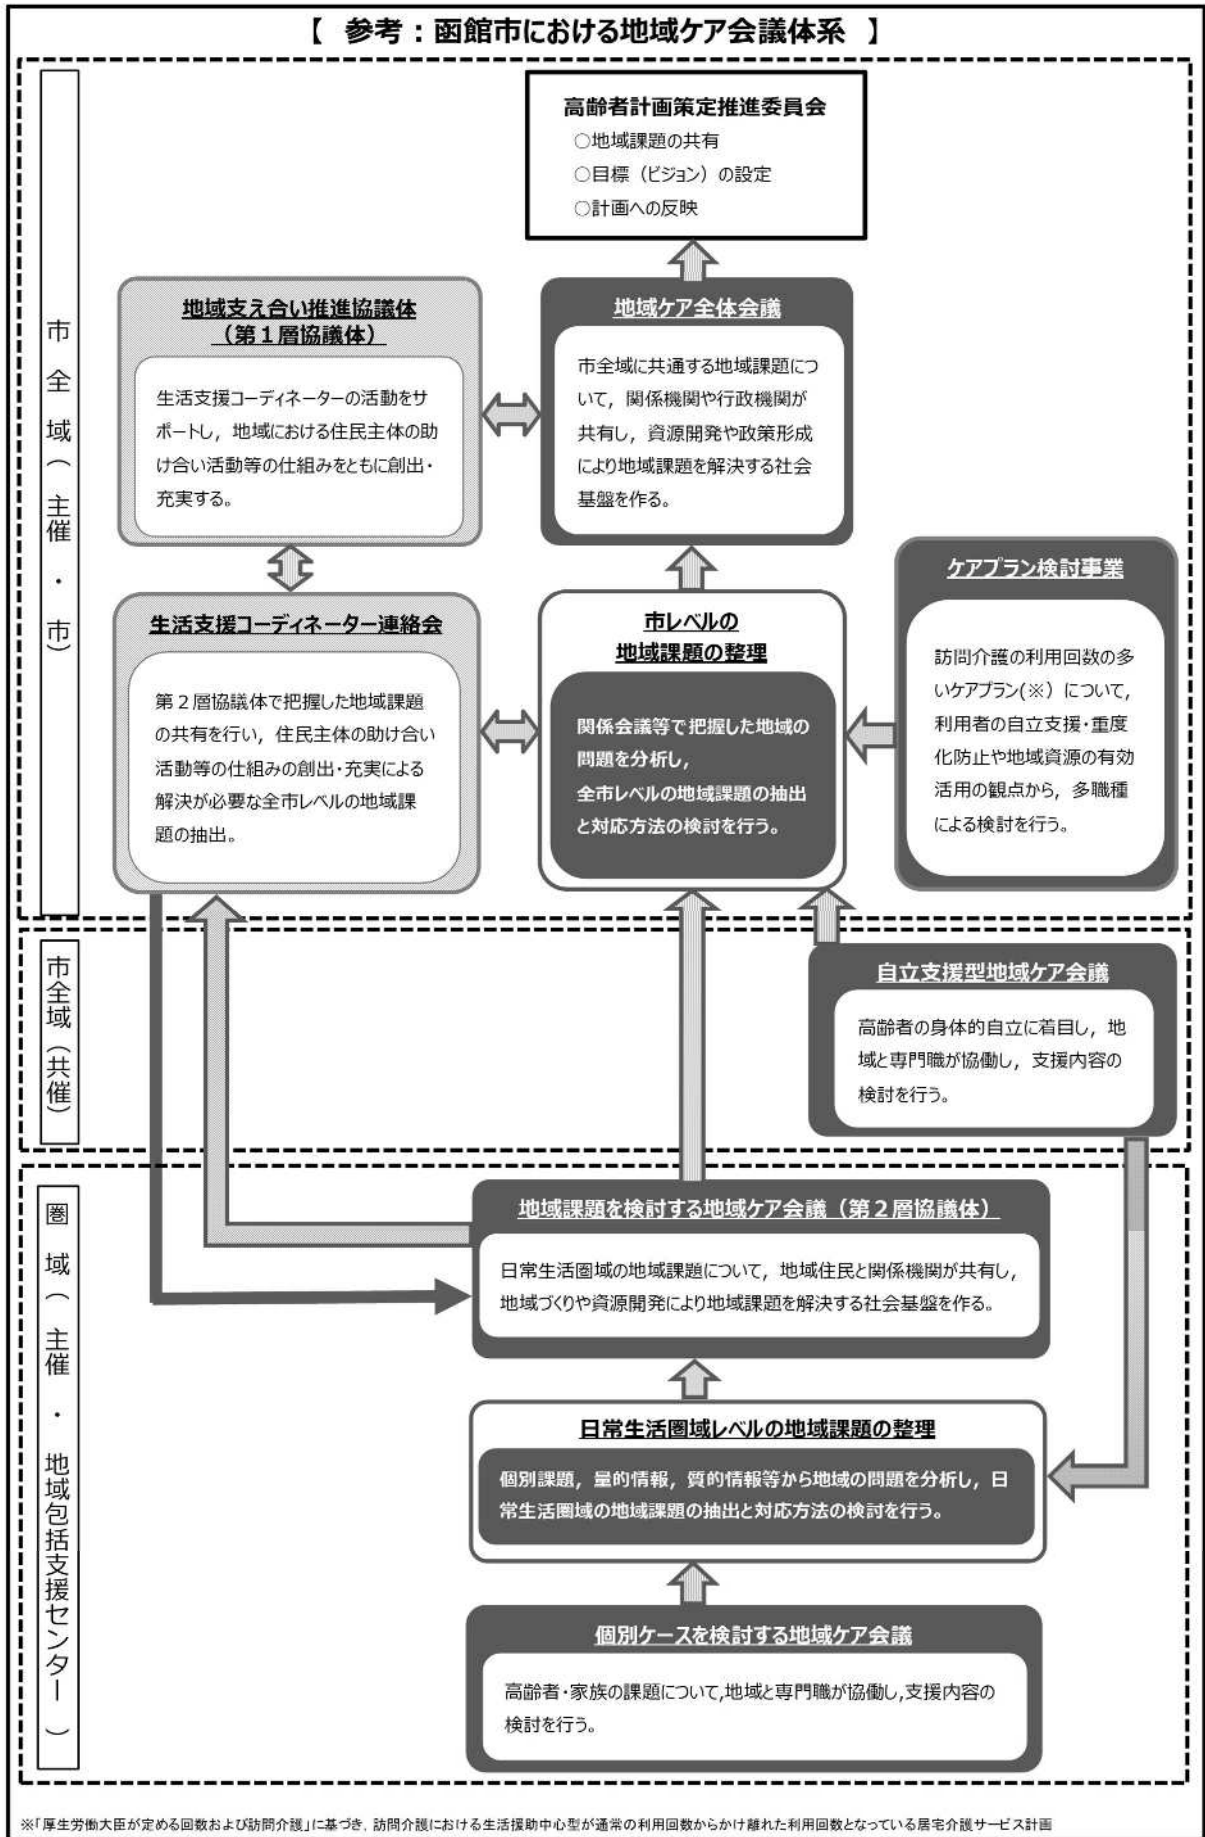 【 参考：函館市における地域ケア会議体系 】
高齢者計画策定推進委員会
○地域課題の共有
○目標（ビジョン）の設定
○計画への反映
市全域（主催・市）
地域支え合い推進協議体
（第１層協議体）
生活支援コーディネーターの活動をサ
ポートし，地域における住民主体の助
け合い活動等の仕組みをともに創出・
充実する。
地域ケア全体会議
市全域に共通する地域課題につ
いて，関係機関や行政機関が
共有し，資源開発や政策形成
により地域課題を解決する社会
基盤を作る。
ケアプラン検討事業
訪問介護の利用回数の多
いケアプラン(※）について，
利用者の自立支援・重度
化防止や地域資源の有効
活用の観点から，多職種
による検討を行う。
生活支援コーディネーター連絡会
第２層協議体で把握した地域課題
の共有を行い，住民主体の助け合い
活動等の仕組みの創出・充実による
解決が必要な全市レベルの地域課
題の抽出。
市レベルの
地域課題の整理
関係会議等で把握した地域の
問題を分析し，
全市レベルの地域課題の抽出
と対応方法の検討を行う。
市全域（共催）
自立支援型地域ケア会議
高齢者の身体的自立に着目し，地
域と専門職が協働し，支援内容の
検討を行う。
圏域（主催・地域包括支援センター）
地域課題を検討する地域ケア会議（第２層協議体）
日常生活圏域の地域課題について，地域住民と関係機関が共有し，
地域づくりや資源開発により地域課題を解決する社会基盤を作る。
日常生活圏域レベルの地域課題の整理
個別課題，量的情報，質的情報等から地域の問題を分析し，日
常生活圏域の地域課題の抽出と対応方法の検討を行う。
個別ケースを検討する地域ケア会議
高齢者・家族の課題について,地域と専門職が協働し,支援内容の
検討を行う。
※「厚生労働大臣が定める回数および訪問介護」に基づき，訪問介護における生活援助中心型が通常の利用回数からかけ離れた利用回数となっている居宅介護サービス計画